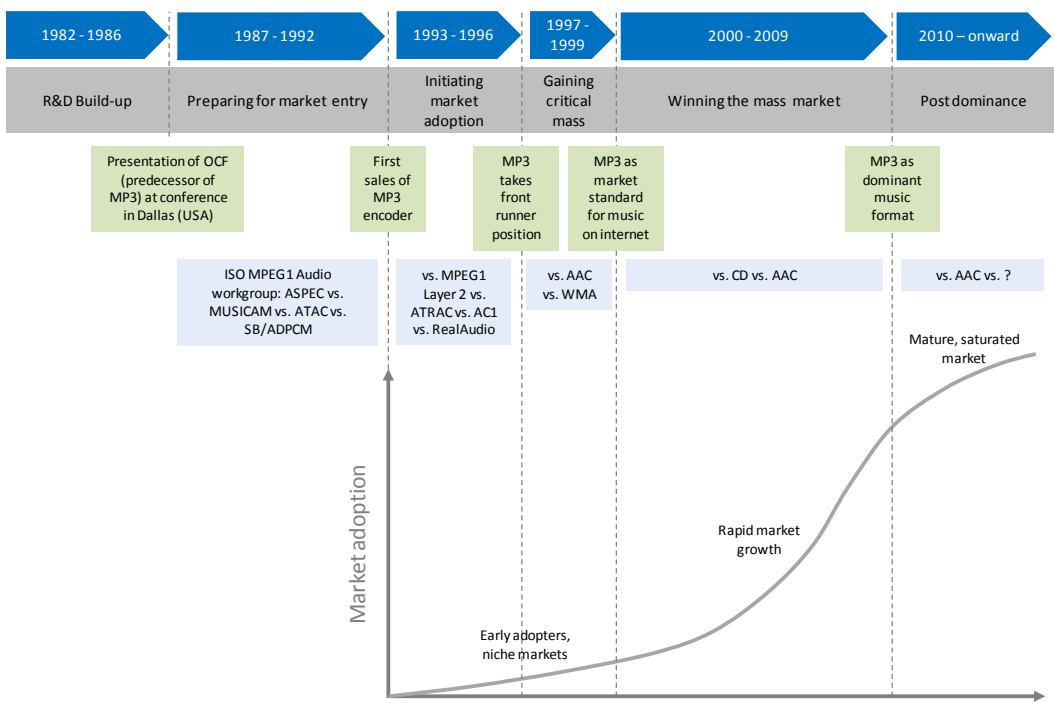 1982 - 1986
1987 - 1992
1993 - 1996
1997 -
1999
2000 - 2009
2010 – onward
R&D Build-up
Preparing for market entry
Initiating
market
adoption
Gaining
critical
mass
Winning the mass market
Post dominance
Presentation of OCF
(predecessor of
MP3) at conference
in Dallas (USA)
First
sales of
MP3
encoder
MP3
takes
front
runner
position
MP3 as
market
standard
for music
on internet
MP3 as
dominant
music
format
ISO MPEG1 Audio
workgroup: ASPEC vs.
MUSICAM vs. ATAC vs.
SB/ADPCM
vs. MPEG1
Layer 2 vs.
ATRAC vs. AC1
vs. RealAudio
vs. AAC
vs. WMA
vs. CD vs. AAC
vs. AAC vs. ?
Mature, saturated
market
Market adoption
Rapid market
growth
Early adopters,
niche markets